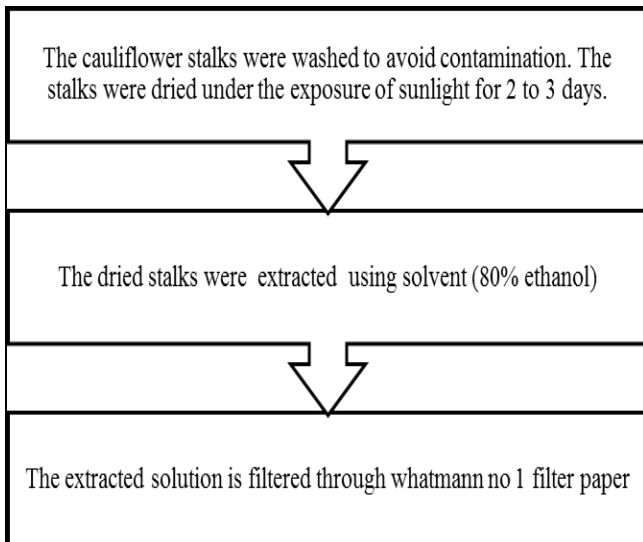 The cauliflower stalks were washed to avoid contamination. The
stalks were dried under the exposure of sunlight for 2 to 3 days.
The dried stalks were extracted using solvent (80% ethanol)
The extracted solution is filtered through whatmann no 1 filter paper